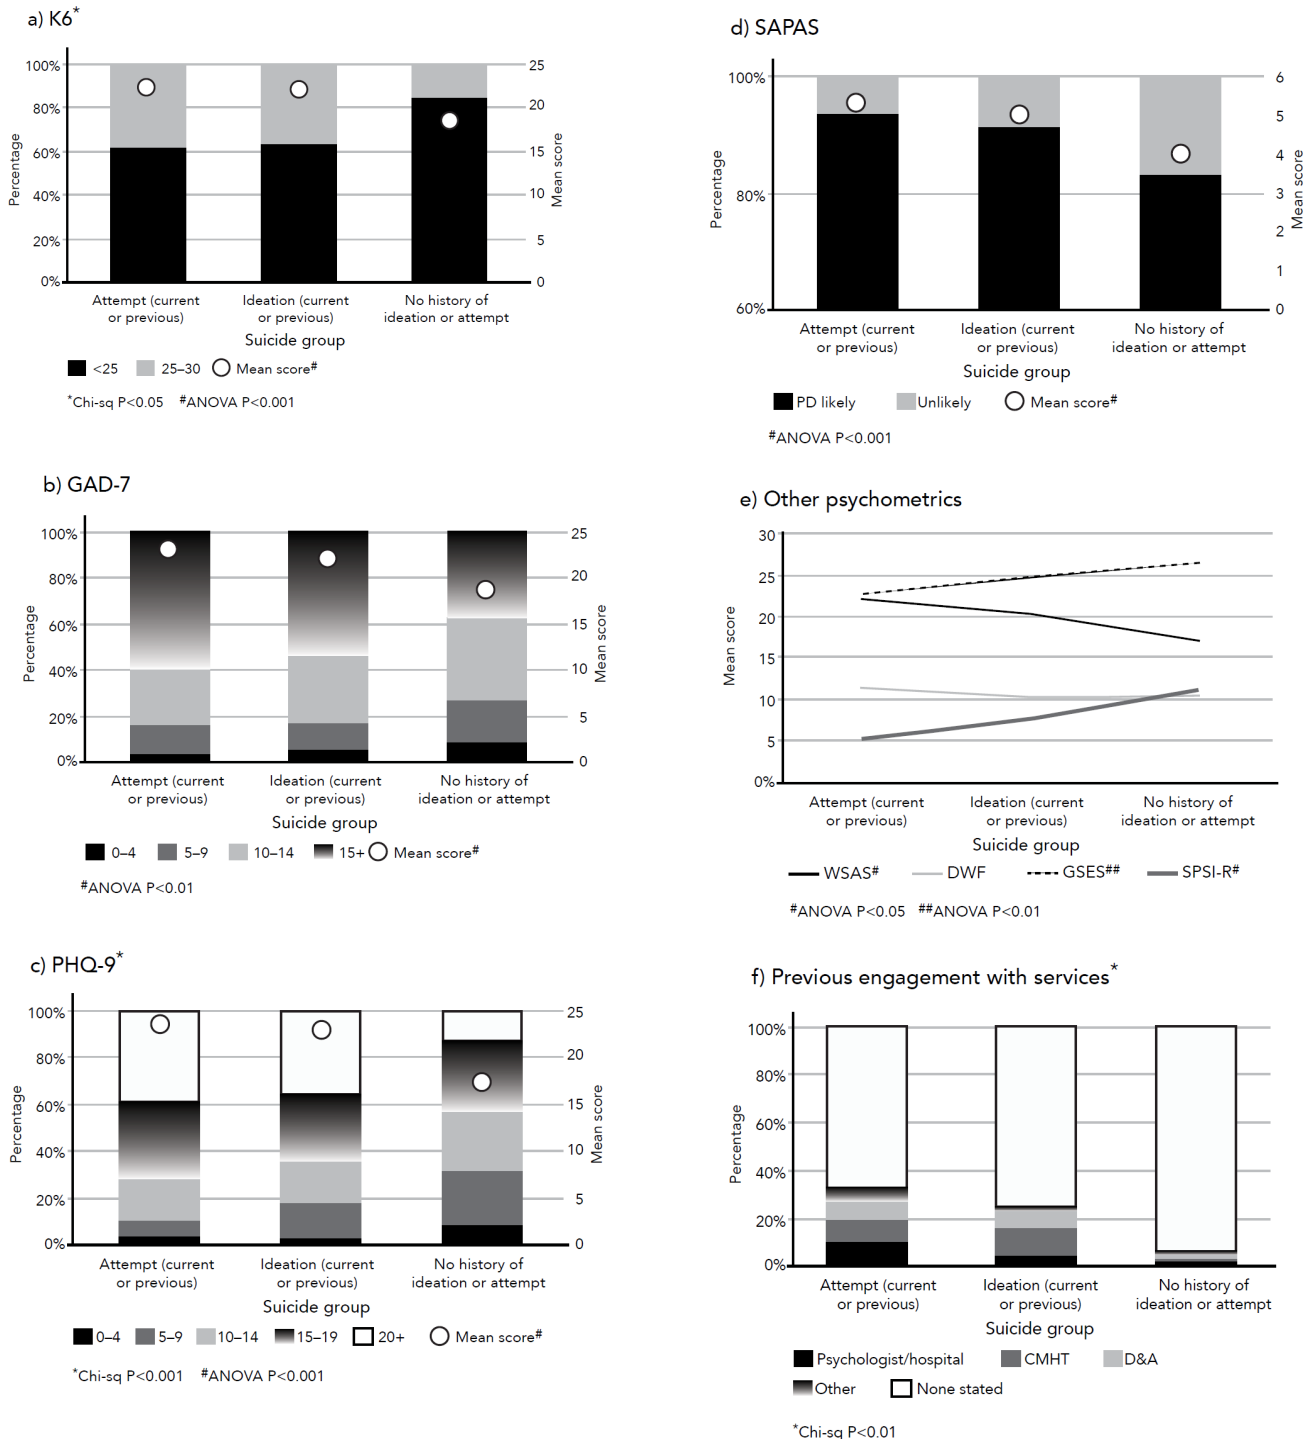 a) K6*
100%
80%
60%
40%
20%
0%
Percentage
25
20
15
10
5
0
Mean score
Attempt (current
or previous)
Ideation (current
or previous)
No history of
ideation or attempt
Suicide group
<25
25–30
Mean score#
*Chi-sq P<0.05 #ANOVA P<0.001
b) GAD-7
100%
80%
60%
40%
20%
0%
Percentage
25
20
15
10
5
0
Mean score
Attempt (current
or previous)
Ideation (current
or previous)
No history of
ideation or attempt
Suicide group
0–4
5–9
10–14
15+
Mean score#
#ANOVA P<0.01
c) PHQ-9*
100%
80%
60%
40%
20%
0%
Percentage
25
20
15
10
5
0
Mean score
Attempt (current
or previous)
Ideation (current
or previous)
No history of
ideation or attempt
Suicide group
0–4
5–9
10–14
15–19
20+
Mean score#
*Chi-sq P<0.001 #ANOVA P<0.001
d) SAPAS
100%
80%
60%
Percentage
6
5
4
3
2
1
0
Mean score
Attempt (current
or previous)
Ideation (current
or previous)
No history of
ideation or attempt
Suicide group
PD likely
Unlikely
Mean score#
#ANOVA P<0.001
e) Other psychometrics
30
25
20
15
10
5
0%
Mean score
Attempt (current
or previous)
Ideation (current
or previous)
No history of
ideation or attempt
Suicide group
WSAS#
DWF
GSES##
SPSI-R#
#ANOVA P<0.05 ##ANOVA P<0.01
f) Previous engagement with services*
100%
80%
60%
40%
20%
0%
Percentage
Attempt (current
or previous)
Ideation (current
or previous)
No history of
ideation or attempt
Suicide group
Psychologist/hospital
CMHT
D&A
Other
None stated
*Chi-sq P<0.01